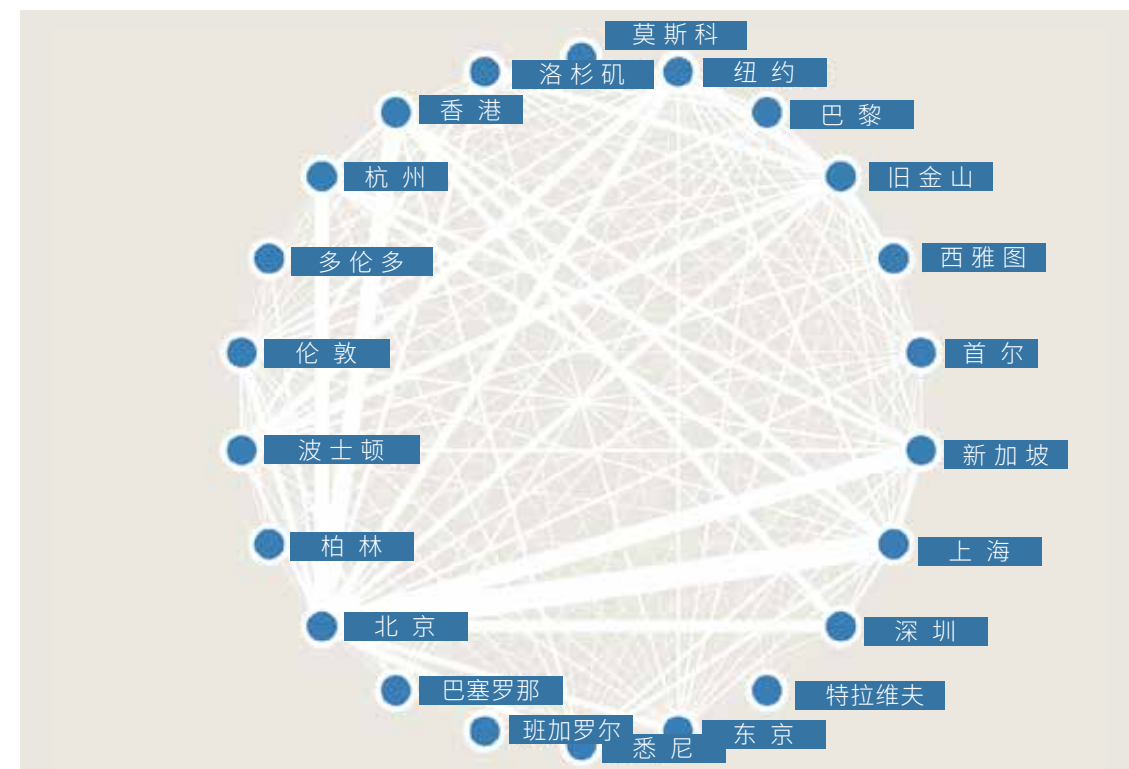 莫斯科
洛杉矶
纽约
香港
巴黎
杭州
旧金山
多伦多
西雅图
伦敦
首尔
波士顿
新加坡
柏林
上海
北京
深圳
巴塞罗那
特拉维夫
班加罗尔
东京
悉尼